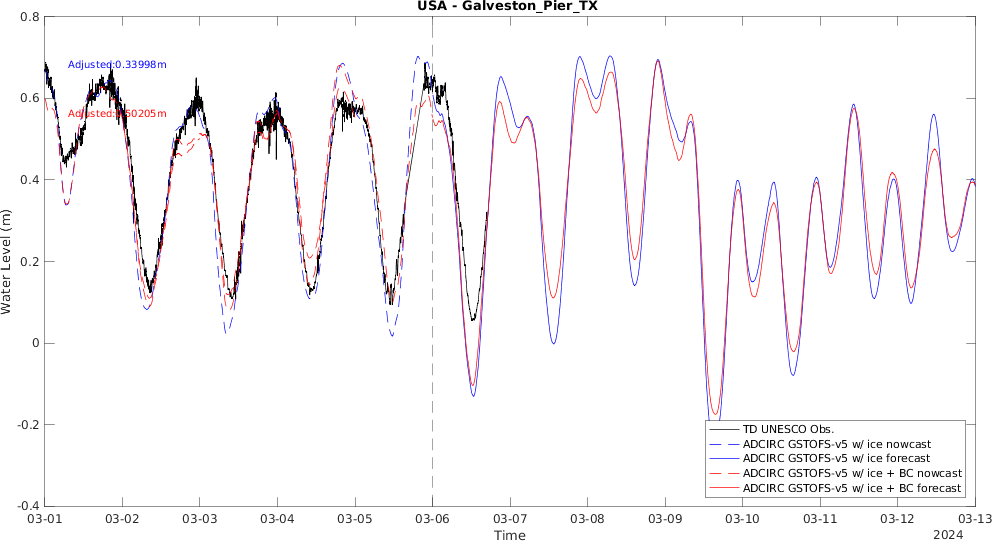 USA - Galveston_Pier_TX
0.8
0.6
0.4
0.2
0
-0.2
-0.4
Water Level (m)
Adjusted:0.33998m
Adjusted:0.50205m
TD UNESCO Obs.
ADCIRC GSTOFS-v5 w/ ice nowcast
ADCIRC GSTOFS-v5 w/ ice forecast
ADCIRC GSTOFS-v5 w/ ice + BC nowcast
ADCIRC GSTOFS-v5 w/ ice + BC forecast
03-01 03-02 03-03 03-04 03-05 03-06 03-07 03-08 03-09 03-10 03-11 03-12 03-13
Time
2024